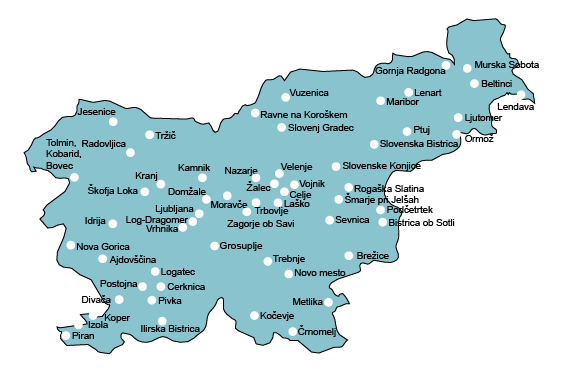 Murska Sobota
Gornja Radgona
Beltinci
Vuzenica
Lenart
Maribor
Lendava
Jesenice
Ravne na Koroškem
Ljutomer
Slovenj Gradec
Ptuj
Tržič
Ormož
Tolmin,
Kobarid,
Bovec
Radovljica
Slovenska Bistrica
Kamnik
Nazarje
Velenje
Slovenske Konjice
Kranj
Škofja Loka
Domžale
Žalec
Vojnik
Rogaška Slatina
Celje
Šmarje pri Jelšah
Moravče
Laško
Ljubljana
Trbovlje
Podčetrtek
Idrija
Log-Dragomer
Zagorje ob Savi
Sevnica
Bistrica ob Sotli
Vrhnika
Nova Gorica
Grosuplje
Ajdovščina
Trebnje
Brežice
Logatec
Novo mesto
Postojna
Cerknica
Divača
Pivka
Metlika
Koper
Kočevje
Izola
Ilirska Bistrica
Črnomelj
Piran